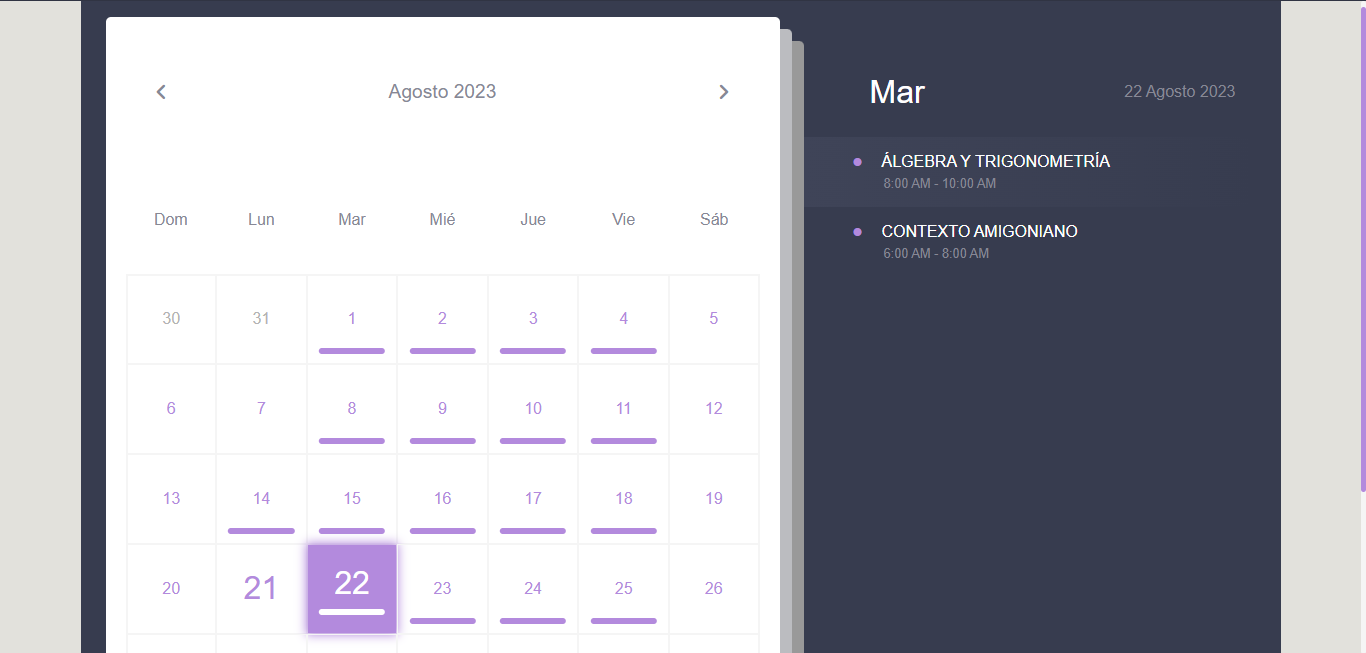 Agosto 2023
Dom Lun Mar Mié Jue Vie Sáb
30 31 1 2 3 4 5
6 7 8 9 10 11 12
13 14 15 16 17 18 19
20 21 22 23 24 25 26
Mar 22 Agosto 2023
ÁLGEBRA Y TRIGONOMETRÍA
8:00 AM - 10:00 AM
CONTEXTO AMIGONIANO
6:00 AM - 8:00 AM